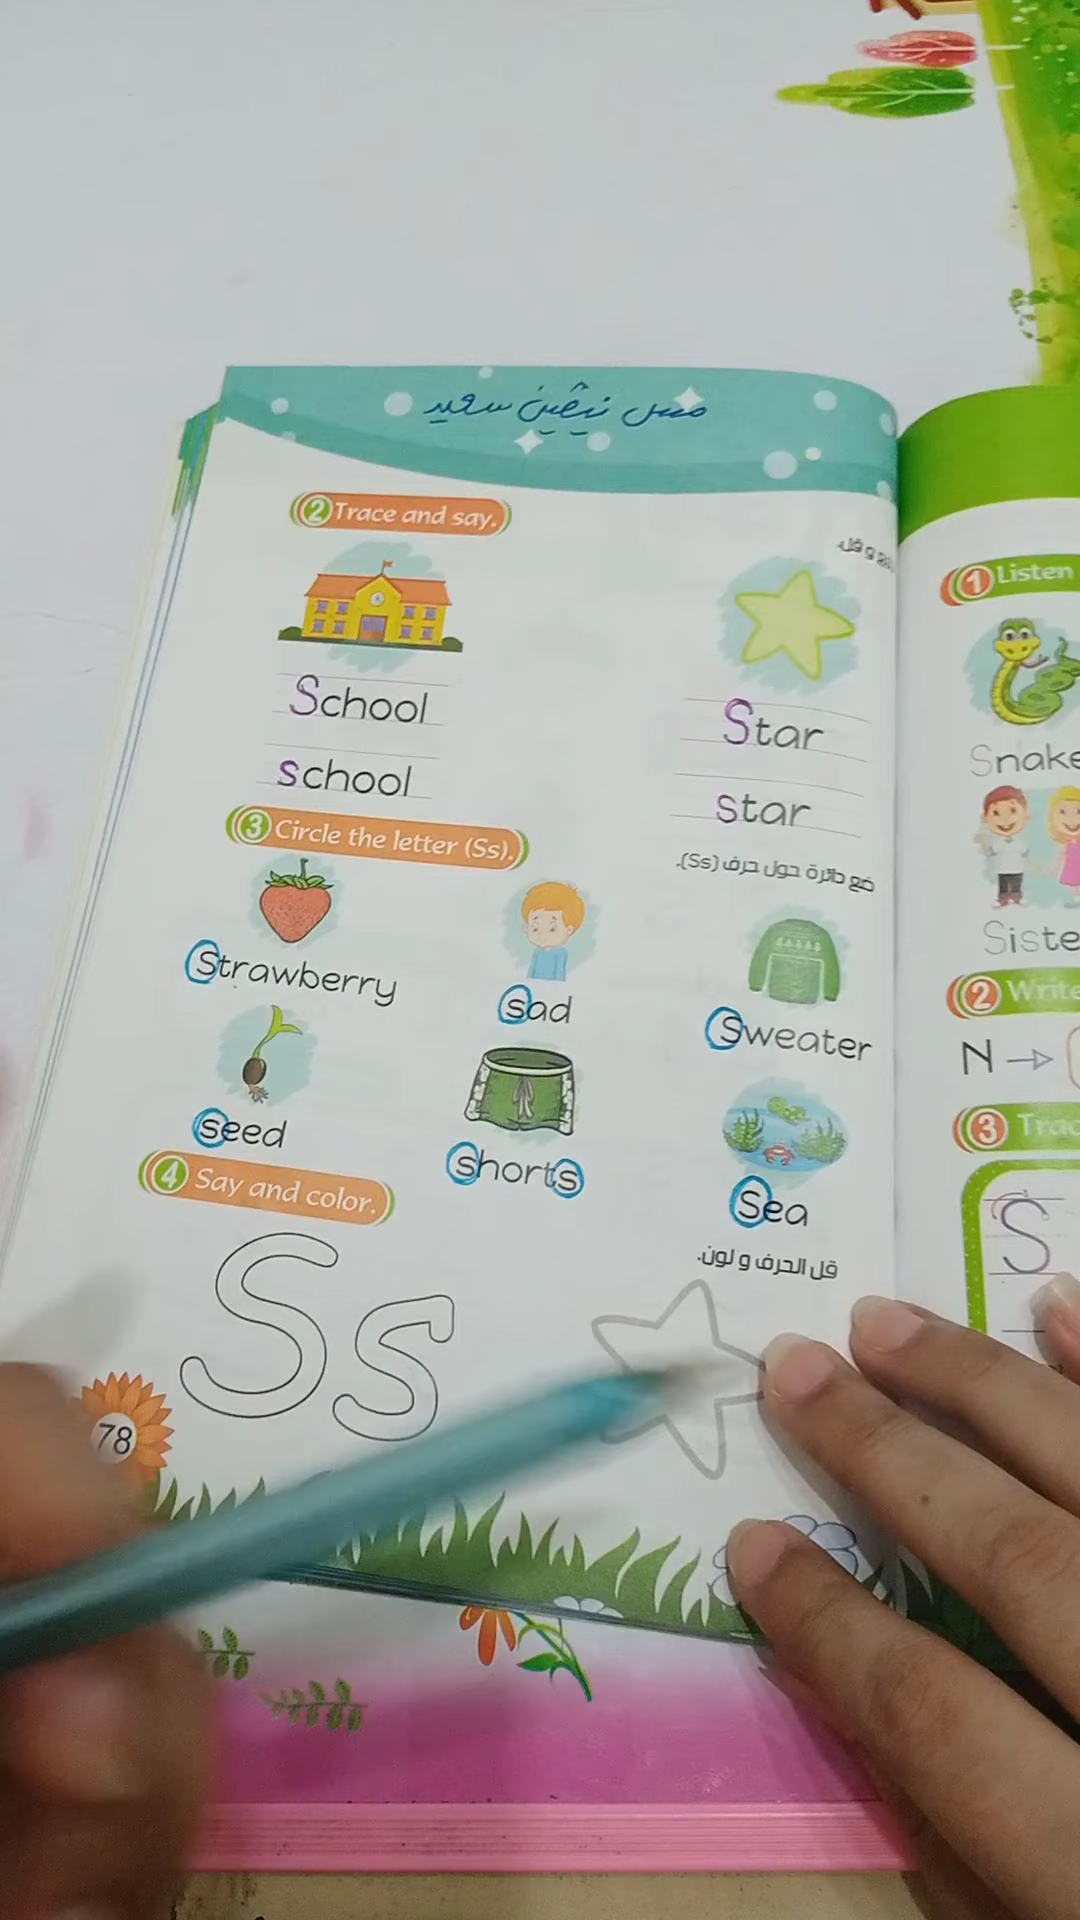 مس نيڤين سعيد
2 Trace and say.
و قل.
School
Star
school
star
3 Circle the letter (Ss).
ضع دائرة حول حرف (Ss).
strawberry
sad
Sweater
seed
shorts
Sea
4 Say and color.
قل الحرف و لون.
Ss
78
1 Listen
Snake
Siste
2 Write
N →
3 Trac
S